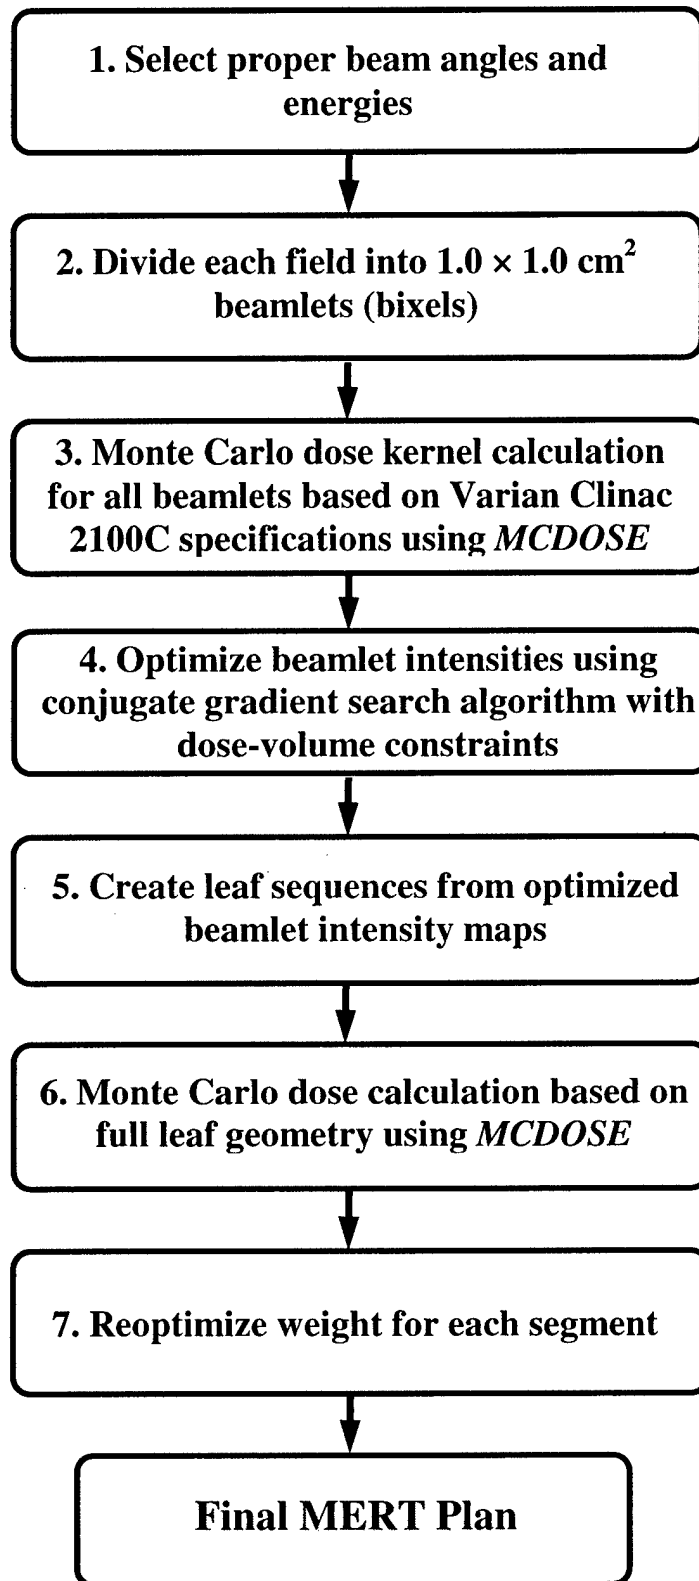 1. Select proper beam angles and
energies
2. Divide each field into 1.0 × 1.0 cm²
beamlets (bixels)
3. Monte Carlo dose kernel calculation
for all beamlets based on Varian Clinac
2100C specifications using MCDOSE
4. Optimize beamlet intensities using
conjugate gradient search algorithm with
dose-volume constraints
5. Create leaf sequences from optimized
beamlet intensity maps
6. Monte Carlo dose calculation based on
full leaf geometry using MCDOSE
7. Reoptimize weight for each segment
Final MERT Plan